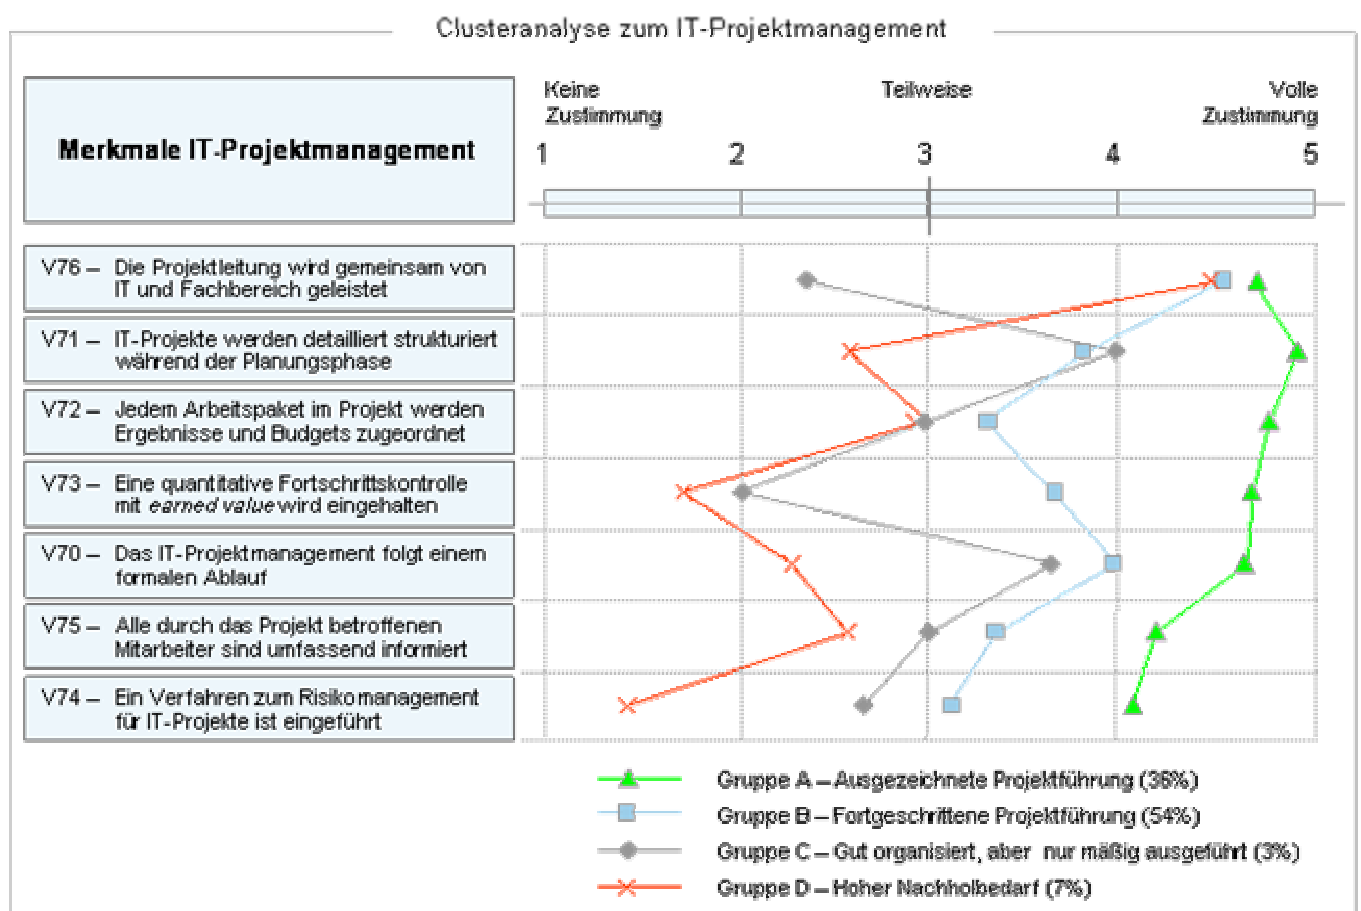 Clusteranalyse zum IT-Projektmanagement
Merkmale IT-Projektmanagement
Keine
Zustimmung
Teilweise
Volle
Zustimmung
1 2 3 4 5
V76 – Die Projektleitung wird gemeinsam von
IT und Fachbereich geleistet
V71 – IT-Projekte werden detailliert strukturiert
während der Planungsphase
V72 – Jedem Arbeitspaket im Projekt werden
Ergebnisse und Budgets zugeordnet
V73 – Eine quantitative Fortschrittskontrolle
mit earned value wird eingehalten
V70 – Das IT-Projektmanagement folgt einem
formalen Ablauf
V75 – Alle durch das Projekt betroffenen
Mitarbeiter sind umfassend informiert
V74 – Ein Verfahren zum Risikomanagement
für IT-Projekte ist eingeführt
Gruppe A – Ausgezeichnete Projektführung (36%)
Gruppe B – Fortgeschrittene Projektführung (54%)
Gruppe C – Gut organisiert, aber nur mäßig ausgeführt (3%)
Gruppe D – Hoher Nachholbedarf (7%)